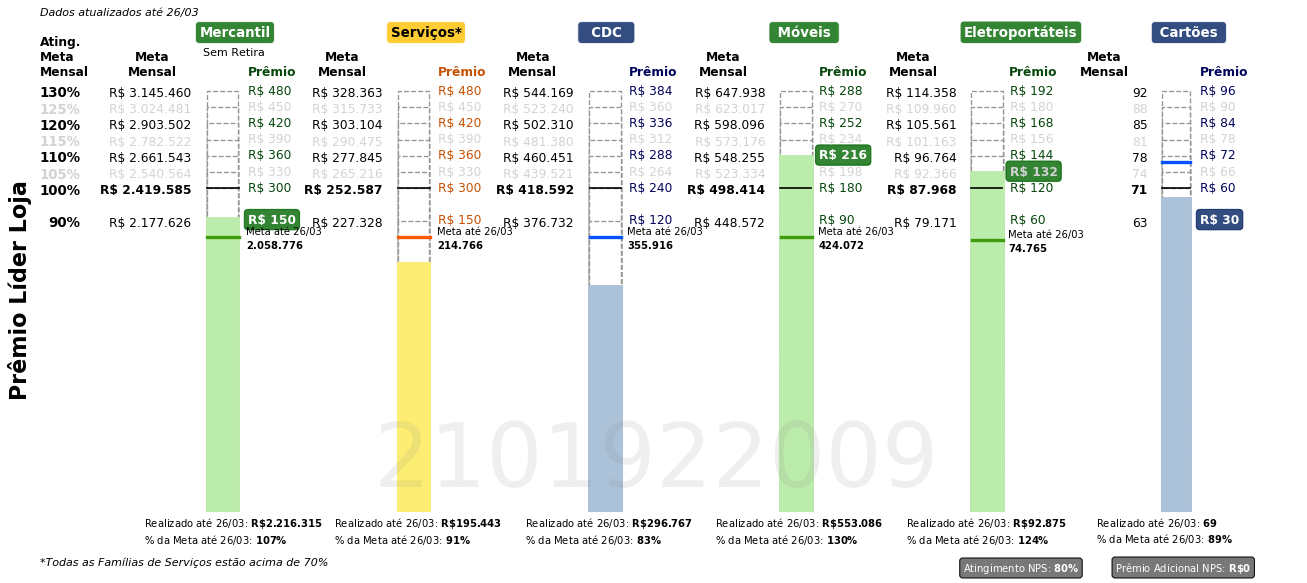 Dados atualizados até 26/03
Mercantil Serviços* CDC Móveis Eletroportáteis Cartões
Sem Retira
Ating. Meta Mensal
Meta Mensal Prêmio Meta Mensal Prêmio Meta Mensal Prêmio Meta Mensal Prêmio Meta Mensal Prêmio Meta Mensal Prêmio
130% R$ 3.145.460 R$ 480 R$ 328.363 R$ 480 R$ 544.169 R$ 384 R$ 647.938 R$ 288 R$ 114.358 R$ 192 92 R$ 96
125% R$ 3.024.481 R$ 450 R$ 315.733 R$ 450 R$ 523.240 R$ 360 R$ 623.017 R$ 270 R$ 109.960 R$ 180 88 R$ 90
120% R$ 2.903.502 R$ 420 R$ 303.104 R$ 420 R$ 502.310 R$ 336 R$ 598.096 R$ 252 R$ 105.561 R$ 168 85 R$ 84
115% R$ 2.782.522 R$ 390 R$ 290.475 R$ 390 R$ 481.380 R$ 312 R$ 573.176 R$ 234 R$ 101.163 R$ 156 81 R$ 78
110% R$ 2.661.543 R$ 360 R$ 277.845 R$ 360 R$ 460.451 R$ 288 R$ 548.255 R$ 216 R$ 96.764 R$ 144 78 R$ 72
105% R$ 2.540.564 R$ 330 R$ 265.216 R$ 330 R$ 439.521 R$ 264 R$ 523.334 R$ 198 R$ 92.366 R$ 132 74 R$ 66
100% R$ 2.419.585 R$ 300 R$ 252.587 R$ 300 R$ 418.592 R$ 240 R$ 498.414 R$ 180 R$ 87.968 R$ 120 71 R$ 60
90% R$ 2.177.626 R$ 150 R$ 227.328 R$ 150 R$ 376.732 R$ 120 R$ 448.572 R$ 90 R$ 79.171 R$ 60 63 R$ 30
Meta até 26/03 Meta até 26/03 Meta até 26/03 Meta até 26/03 Meta até 26/03
2.058.776 214.766 355.916 424.072 74.765
Prêmio Líder Loja
2101922009
Realizado até 26/03: R$2.216.315 Realizado até 26/03: R$195.443 Realizado até 26/03: R$296.767 Realizado até 26/03: R$553.086 Realizado até 26/03: R$92.875 Realizado até 26/03: 69
% da Meta até 26/03: 107% % da Meta até 26/03: 91% % da Meta até 26/03: 83% % da Meta até 26/03: 130% % da Meta até 26/03: 124% % da Meta até 26/03: 89%
*Todas as Famílias de Serviços estão acima de 70%
Atingimento NPS: 80% Prêmio Adicional NPS: R$0